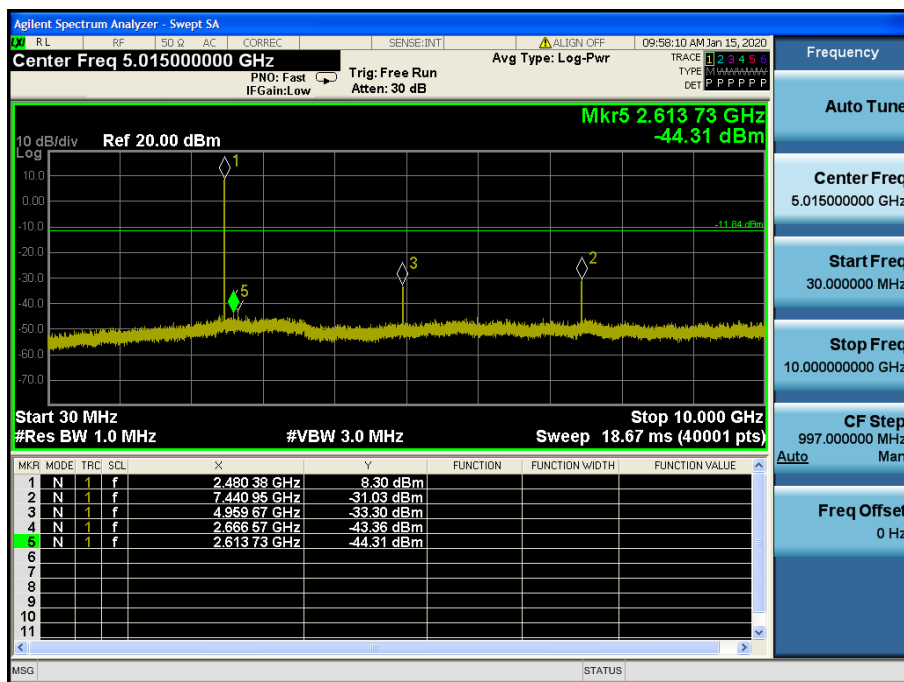 Agilent Spectrum Analyzer - Swept SA
LXI RL RF 50 Ω AC CORREC SENSE:INT ALIGN OFF 09:58:10 AM Jan 15, 2020
Center Freq 5.015000000 GHz
PNO: Fast
IFGain:Low
Trig: Free Run
Atten: 30 dB
Avg Type: Log-Pwr
TRACE 1 2 3 4 5 6
TYPE M WWWWW
DET P P P P P P
Mkr5 2.613 73 GHz
-44.31 dBm
10 dB/div Ref 20.00 dBm
Log
10.0
0.00
-10.0
-20.0
-30.0
-40.0
-50.0
-60.0
-70.0
1
-11.84 dBm
2
3
5
Start 30 MHz Stop 10.000 GHz
#Res BW 1.0 MHz #VBW 3.0 MHz Sweep 18.67 ms (40001 pts)
MKR MODE TRC SCL X Y FUNCTION FUNCTION WIDTH FUNCTION VALUE
1 N 1 f 2.480 38 GHz 8.30 dBm
2 N 1 f 7.440 95 GHz -31.03 dBm
3 N 1 f 4.959 67 GHz -33.30 dBm
4 N 1 f 2.666 57 GHz -43.36 dBm
5 N 1 f 2.613 73 GHz -44.31 dBm
6
7
8
9
10
11
MSG STATUS
Frequency
Auto Tune
Center Freq
5.015000000 GHz
Start Freq
30.000000 MHz
Stop Freq
10.000000000 GHz
CF Step
997.000000 MHz
Auto Man
Freq Offset
0 Hz